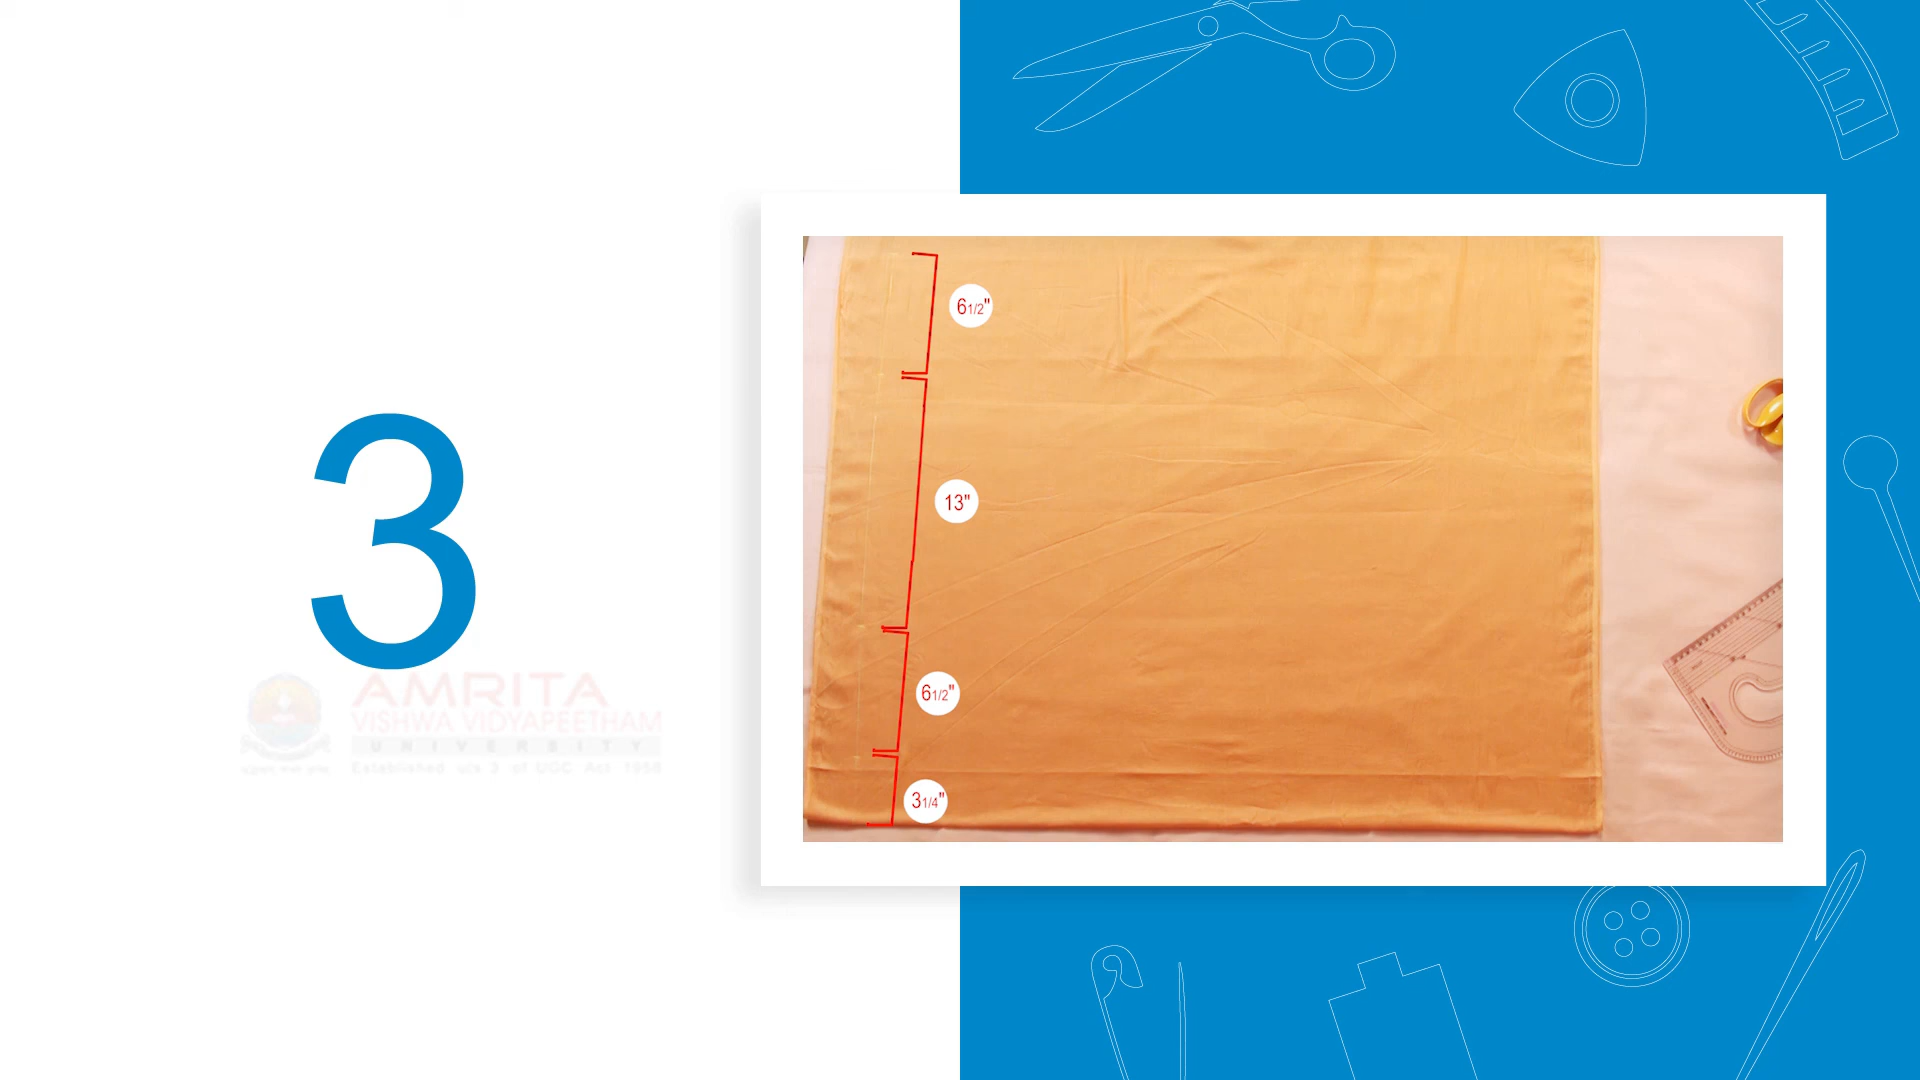 3
AMRITA
VISHWA VIDYAPEETHAM
UNIVERSITY
Established u/s 3 of UGC Act 1956
6 1/2"
13"
6 1/2"
3 1/4"